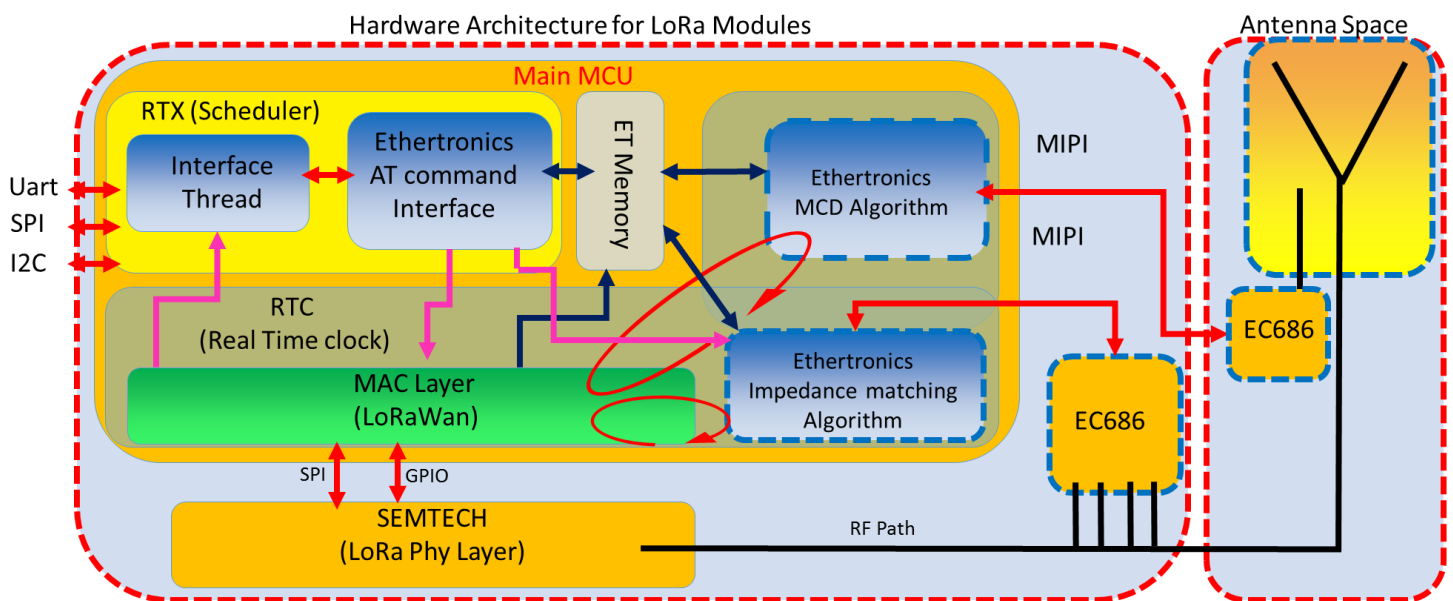 Hardware Architecture for LoRa Modules
Antenna Space
Main MCU
RTX (Scheduler)
Interface
Thread
Ethertronics
AT command
Interface
ET Memory
Ethertronics
MCD Algorithm
MIPI
MIPI
Uart
SPI
I2C
RTC
(Real Time clock)
MAC Layer
(LoRaWan)
Ethertronics
Impedance matching
Algorithm
EC686
EC686
SPI
GPIO
SEMTECH
(LoRa Phy Layer)
RF Path